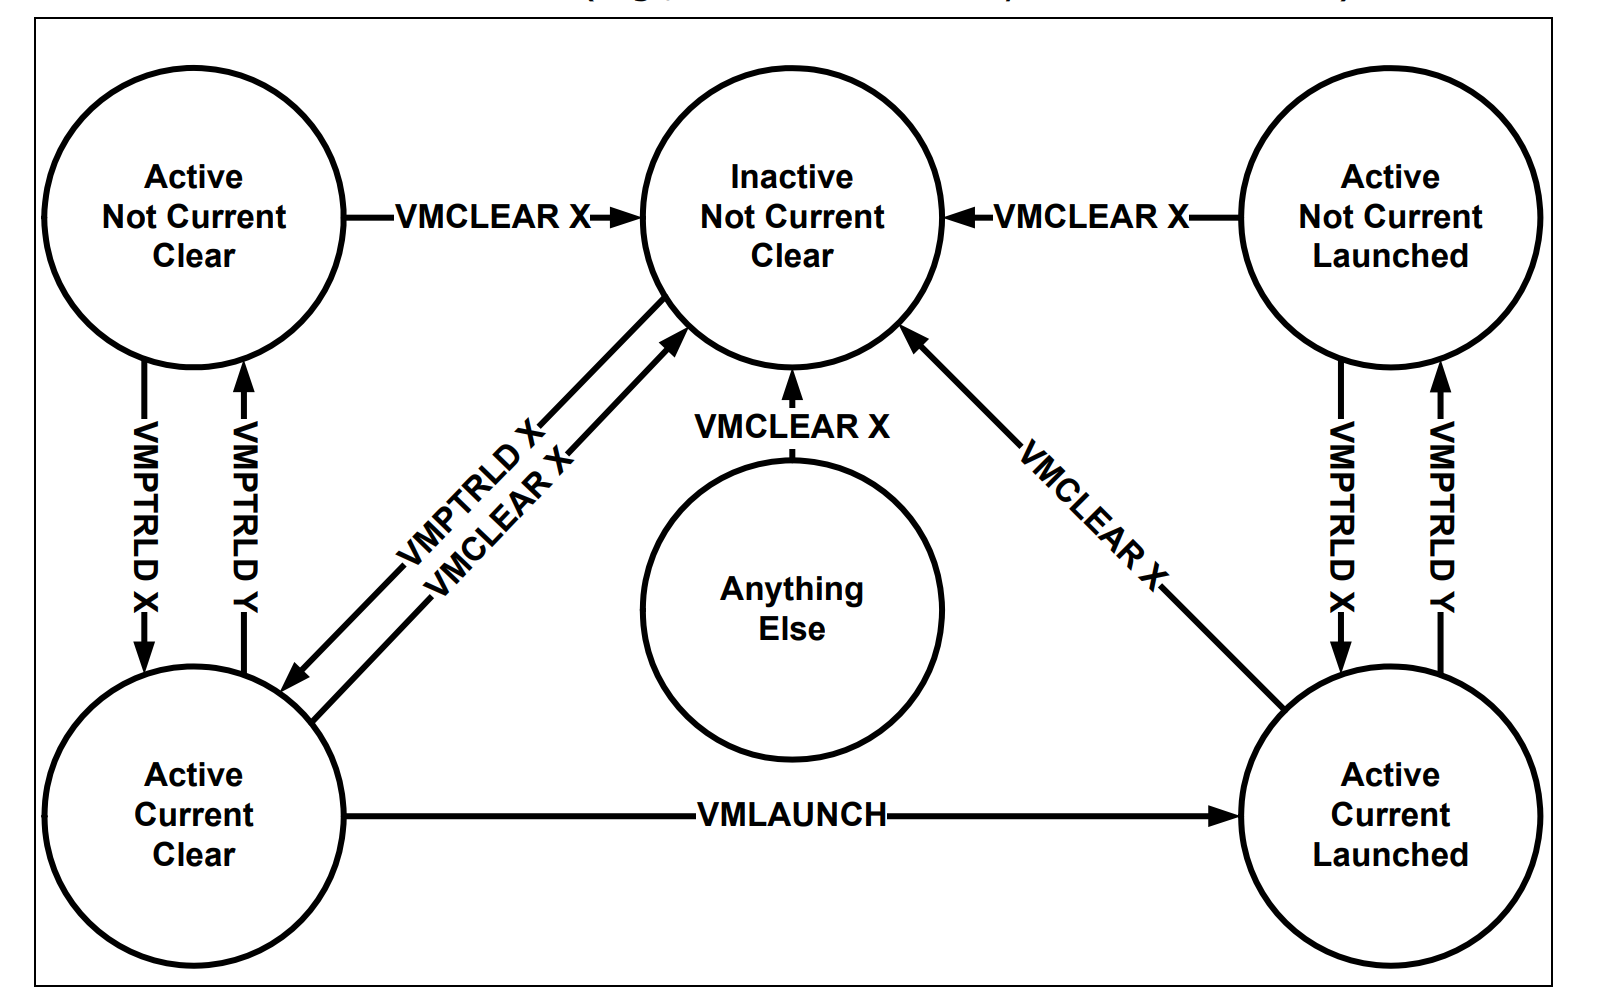 Active
Not Current
Clear
VMCLEAR X
Inactive
Not Current
Clear
VMCLEAR X
Active
Not Current
Launched
VMPTRLD X
VMPTRLD Y
VMPTRLD X
VMCLEAR X
VMCLEAR X
VMCLEAR X
VMPTRLD X
VMPTRLD Y
Anything
Else
Active
Current
Clear
VMLAUNCH
Active
Current
Launched